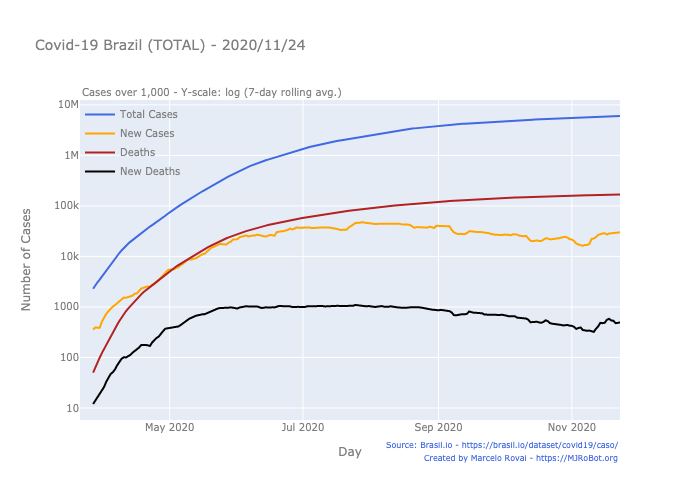 Covid-19 Brazil (TOTAL) - 2020/11/24
Cases over 1,000 - Y-scale: log (7-day rolling avg.)
10M
Total Cases
New Cases
1M
Deaths
New Deaths
100k
10k
1000
100
10
Number of Cases
May 2020
Jul 2020
Sep 2020
Nov 2020
Day
Source: Brasil.io - https://brasil.io/dataset/covid19/caso/
Created by Marcelo Rovai - https://MJRoBot.org